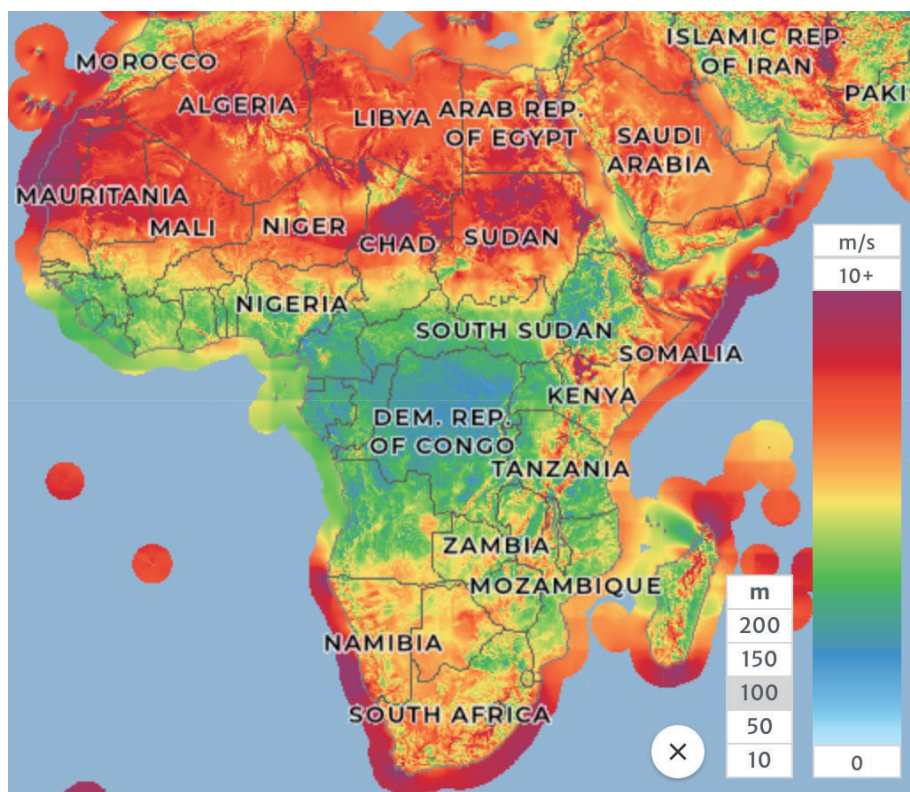 MOROCCO
ISLAMIC REP.
OF IRAN
PAKI
ALGERIA
LIBYA
ARAB REP.
OF EGYPT
SAUDI
ARABIA
MAURITANIA
MALI
NIGER
CHAD
SUDAN
NIGERIA
SOUTH SUDAN
SOMALIA
KENYA
DEM. REP.
OF CONGO
TANZANIA
ZAMBIA
MOZAMBIQUE
NAMIBIA
SOUTH AFRICA
m/s
10+
0
m
200
150
100
50
10